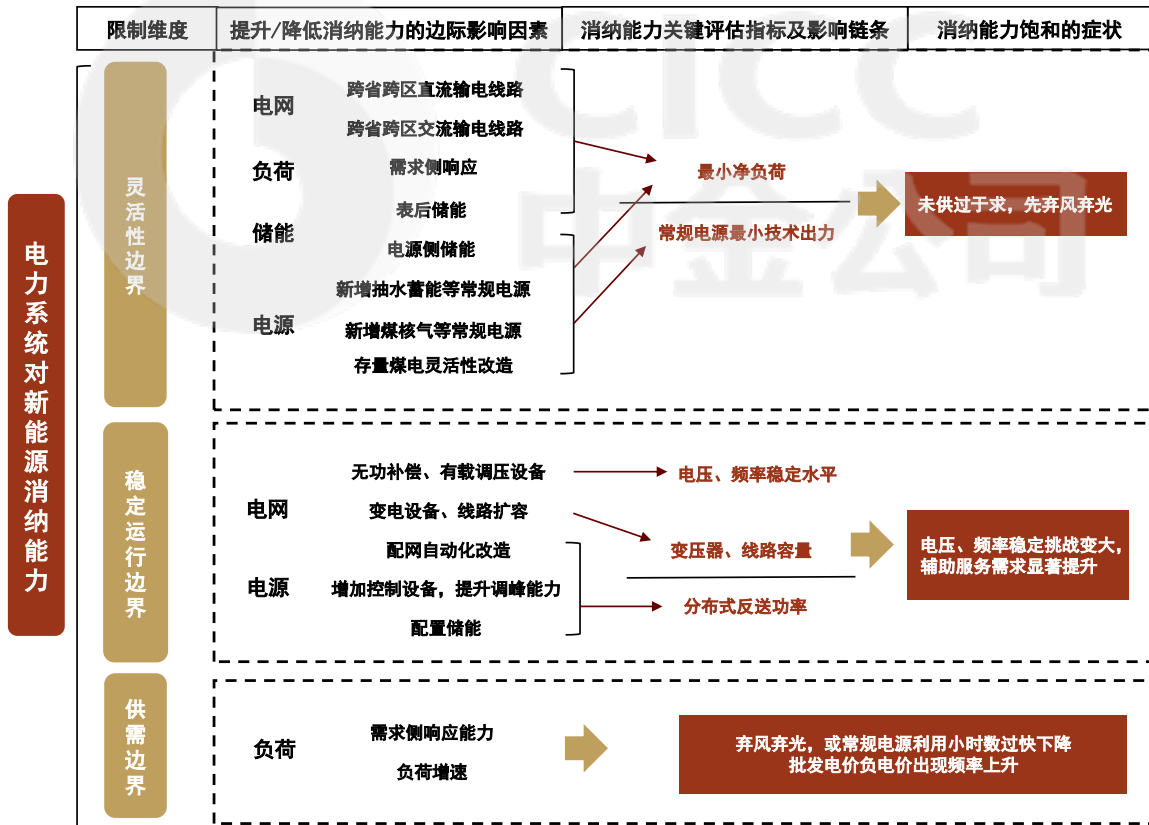 限制维度
提升/降低消纳能力的边际影响因素
消纳能力关键评估指标及影响链条
消纳能力饱和的症状
CICC
中金公司
电力系统对新能源消纳能力
灵活性边界
电网
跨省跨区直流输电线路
跨省跨区交流输电线路
负荷
需求侧响应
表后储能
储能
电源侧储能
新增抽水蓄能等常规电源
电源
新增煤核气等常规电源
存量煤电灵活性改造
最小净负荷
常规电源最小技术出力
未供过于求，先弃风弃光
稳定运行边界
电网
无功补偿、有载调压设备
变电设备、线路扩容
配网自动化改造
电源
增加控制设备，提升调峰能力
配置储能
电压、频率稳定水平
变压器、线路容量
分布式反送功率
电压、频率稳定挑战变大，
辅助服务需求显著提升
供需边界
负荷
需求侧响应能力
负荷增速
弃风弃光，或常规电源利用小时数过快下降
批发电价负电价出现频率上升